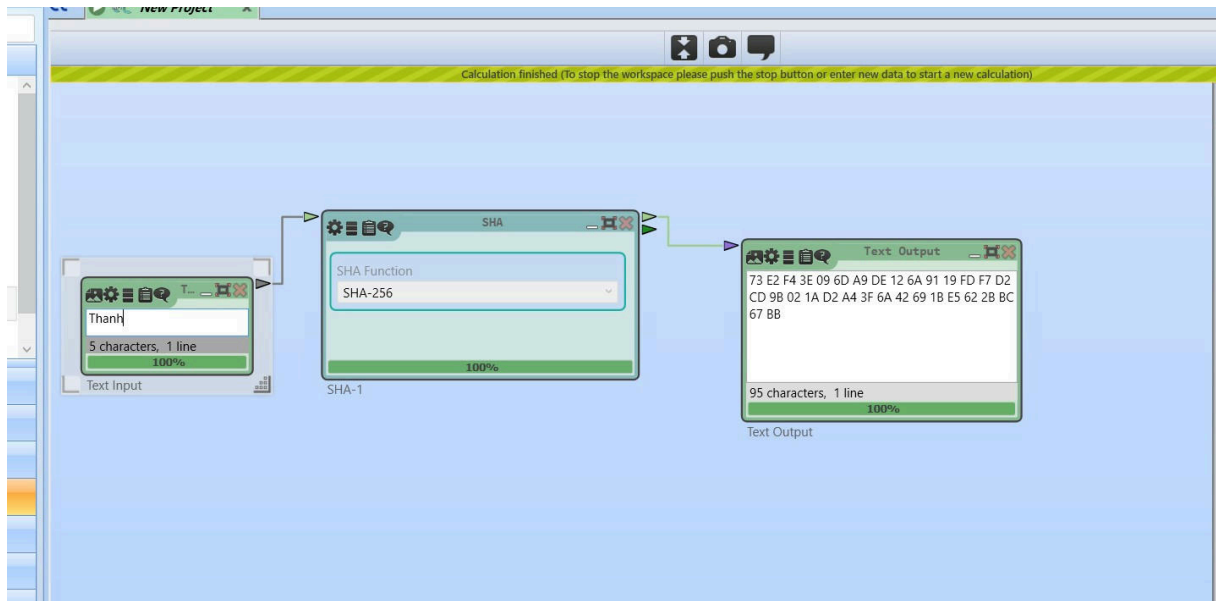 New Project
Calculation finished (To stop the workspace please push the stop button or enter new data to start a new calculation)
T...
Thanh
5 characters, 1 line
100%
Text Input
SHA
SHA Function
SHA-256
100%
SHA-1
Text Output
73 E2 F4 3E 09 6D A9 DE 12 6A 91 19 FD F7 D2
CD 9B 02 1A D2 A4 3F 6A 42 69 1B E5 62 2B BC
67 BB
95 characters, 1 line
100%
Text Output